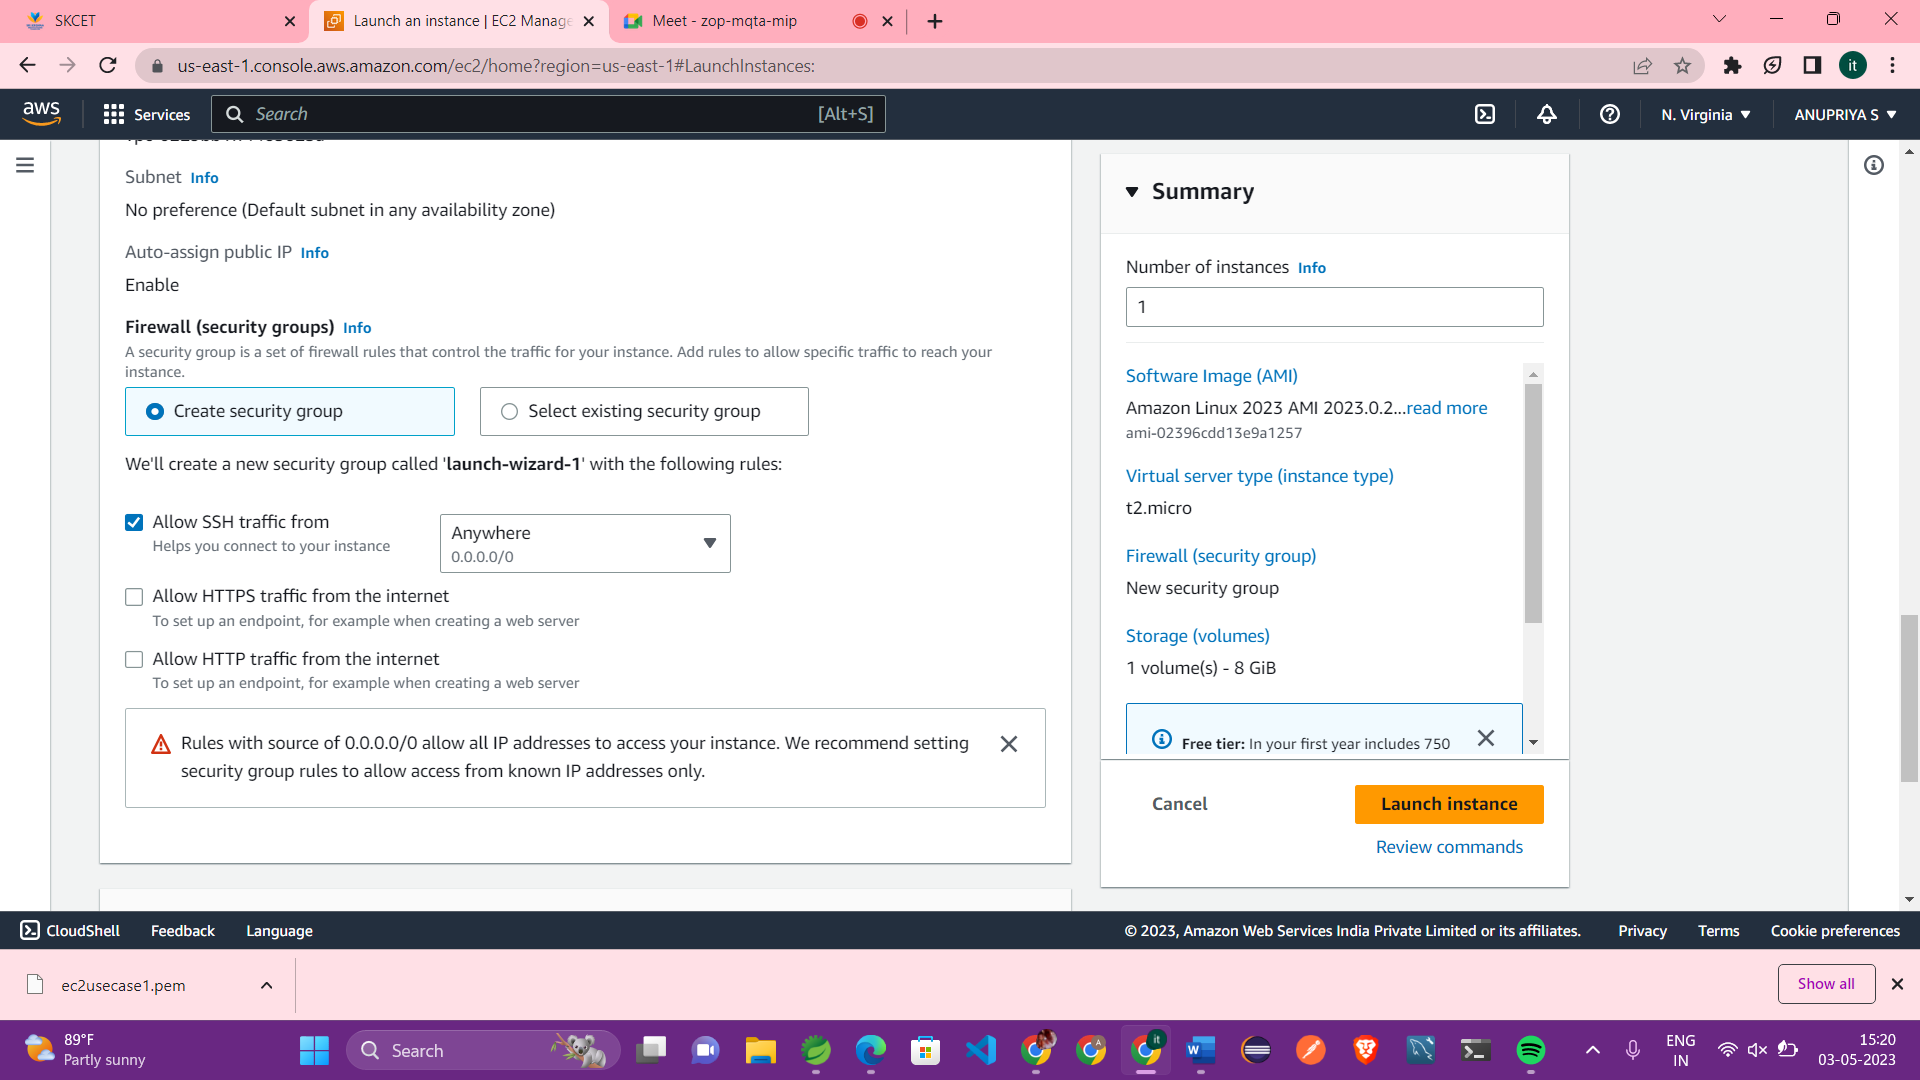 SKCET
Launch an instance | EC2 Manage
Meet - zop-mqta-mip
us-east-1.console.aws.amazon.com/ec2/home?region=us-east-1#LaunchInstances:
it
aws
Services
Search
[Alt+S]
N. Virginia
ANUPRIYA S
Subnet Info
No preference (Default subnet in any availability zone)
Auto-assign public IP Info
Enable
Firewall (security groups) Info
A security group is a set of firewall rules that control the traffic for your instance. Add rules to allow specific traffic to reach your
instance.
Create security group
Select existing security group
We'll create a new security group called 'launch-wizard-1' with the following rules:
Allow SSH traffic from
Helps you connect to your instance
Anywhere
0.0.0.0/0
Allow HTTPS traffic from the internet
To set up an endpoint, for example when creating a web server
Allow HTTP traffic from the internet
To set up an endpoint, for example when creating a web server
Rules with source of 0.0.0.0/0 allow all IP addresses to access your instance. We recommend setting
security group rules to allow access from known IP addresses only.
Summary
Number of instances Info
1
Software Image (AMI)
Amazon Linux 2023 AMI 2023.0.2...read more
ami-02396cdd13e9a1257
Virtual server type (instance type)
t2.micro
Firewall (security group)
New security group
Storage (volumes)
1 volume(s) - 8 GiB
Free tier: In your first year includes 750
Cancel
Launch instance
Review commands
CloudShell
Feedback
Language
© 2023, Amazon Web Services India Private Limited or its affiliates.
Privacy
Terms
Cookie preferences
ec2usecase1.pem
Show all
89°F
Partly sunny
Search
ENG
IN
15:20
03-05-2023